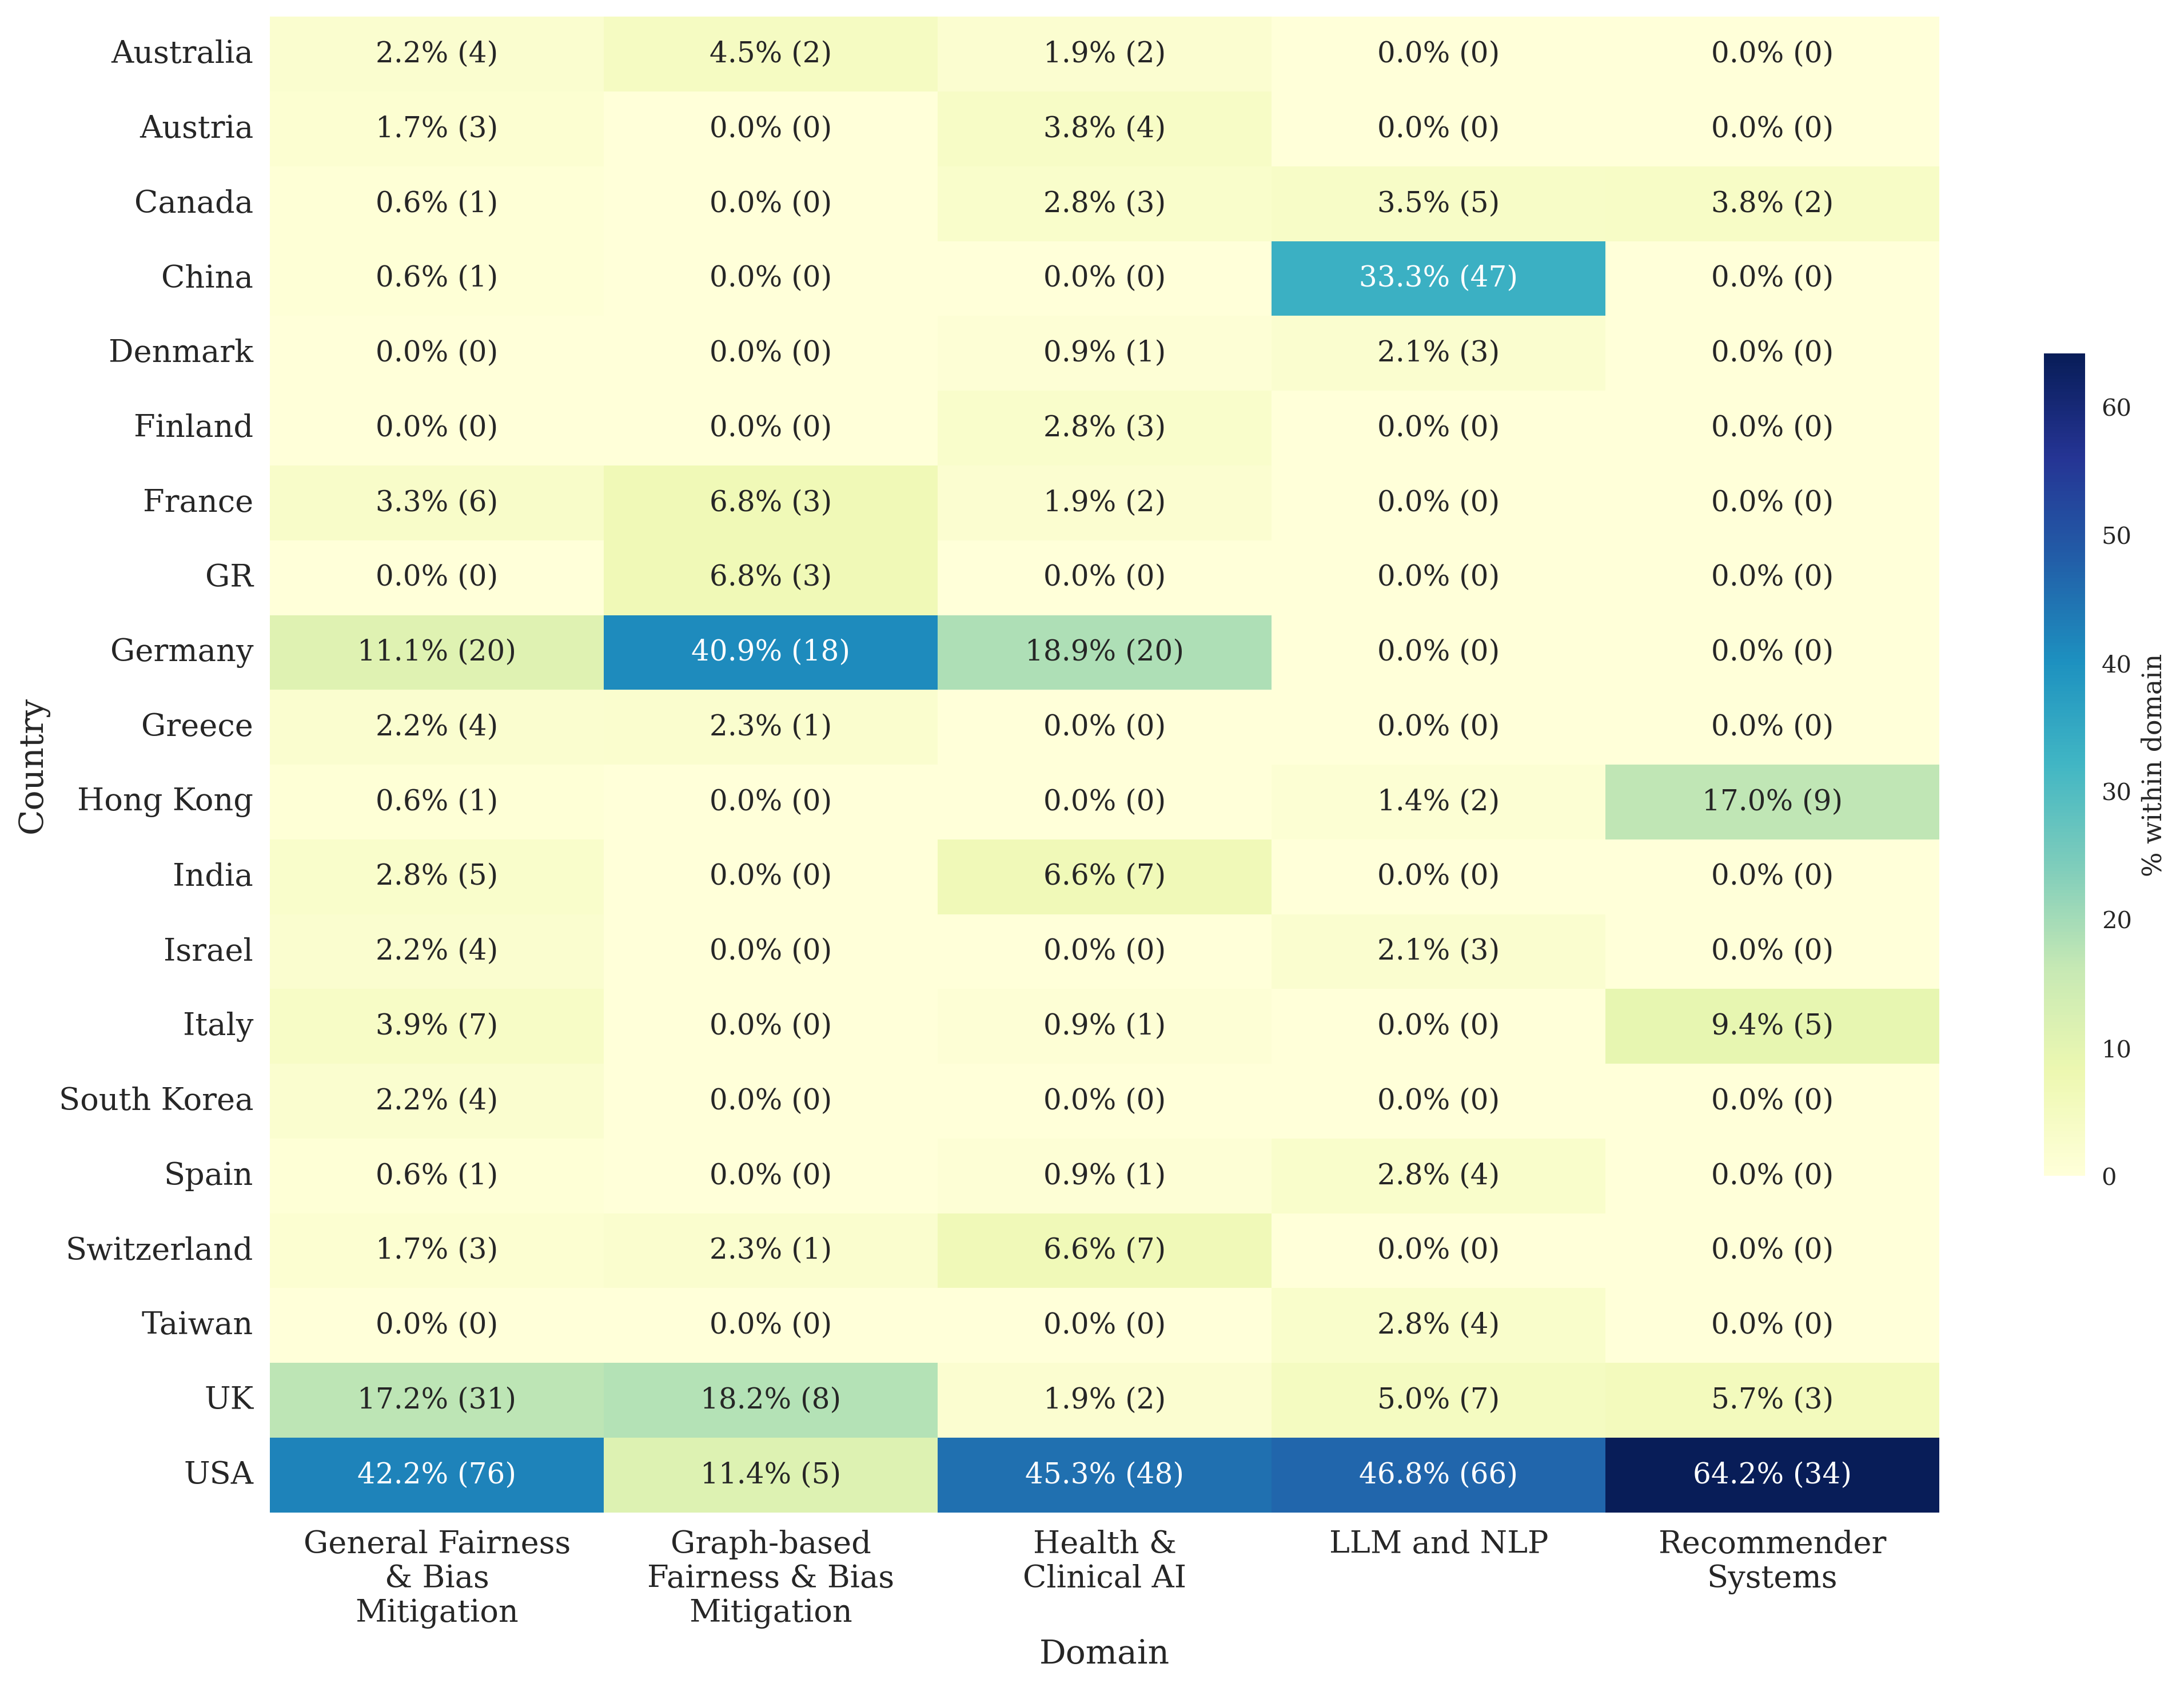 Australia 2.2% (4) 4.5% (2) 1.9% (2) 0.0% (0) 0.0% (0)
Austria 1.7% (3) 0.0% (0) 3.8% (4) 0.0% (0) 0.0% (0)
Canada 0.6% (1) 0.0% (0) 2.8% (3) 3.5% (5) 3.8% (2)
China 0.6% (1) 0.0% (0) 0.0% (0) 33.3% (47) 0.0% (0)
Denmark 0.0% (0) 0.0% (0) 0.9% (1) 2.1% (3) 0.0% (0)
Finland 0.0% (0) 0.0% (0) 2.8% (3) 0.0% (0) 0.0% (0)
France 3.3% (6) 6.8% (3) 1.9% (2) 0.0% (0) 0.0% (0)
GR 0.0% (0) 6.8% (3) 0.0% (0) 0.0% (0) 0.0% (0)
Germany 11.1% (20) 40.9% (18) 18.9% (20) 0.0% (0) 0.0% (0)
Greece 2.2% (4) 2.3% (1) 0.0% (0) 0.0% (0) 0.0% (0)
Hong Kong 0.6% (1) 0.0% (0) 0.0% (0) 1.4% (2) 17.0% (9)
India 2.8% (5) 0.0% (0) 6.6% (7) 0.0% (0) 0.0% (0)
Israel 2.2% (4) 0.0% (0) 0.0% (0) 2.1% (3) 0.0% (0)
Italy 3.9% (7) 0.0% (0) 0.9% (1) 0.0% (0) 9.4% (5)
South Korea 2.2% (4) 0.0% (0) 0.0% (0) 0.0% (0) 0.0% (0)
Spain 0.6% (1) 0.0% (0) 0.9% (1) 2.8% (4) 0.0% (0)
Switzerland 1.7% (3) 2.3% (1) 6.6% (7) 0.0% (0) 0.0% (0)
Taiwan 0.0% (0) 0.0% (0) 0.0% (0) 2.8% (4) 0.0% (0)
UK 17.2% (31) 18.2% (8) 1.9% (2) 5.0% (7) 5.7% (3)
USA 42.2% (76) 11.4% (5) 45.3% (48) 46.8% (66) 64.2% (34)
Country
General Fairness
& Bias
Mitigation
Graph-based
Fairness & Bias
Mitigation
Health &
Clinical AI
LLM and NLP
Recommender
Systems
Domain
60
50
40
30
20
10
0
% within domain